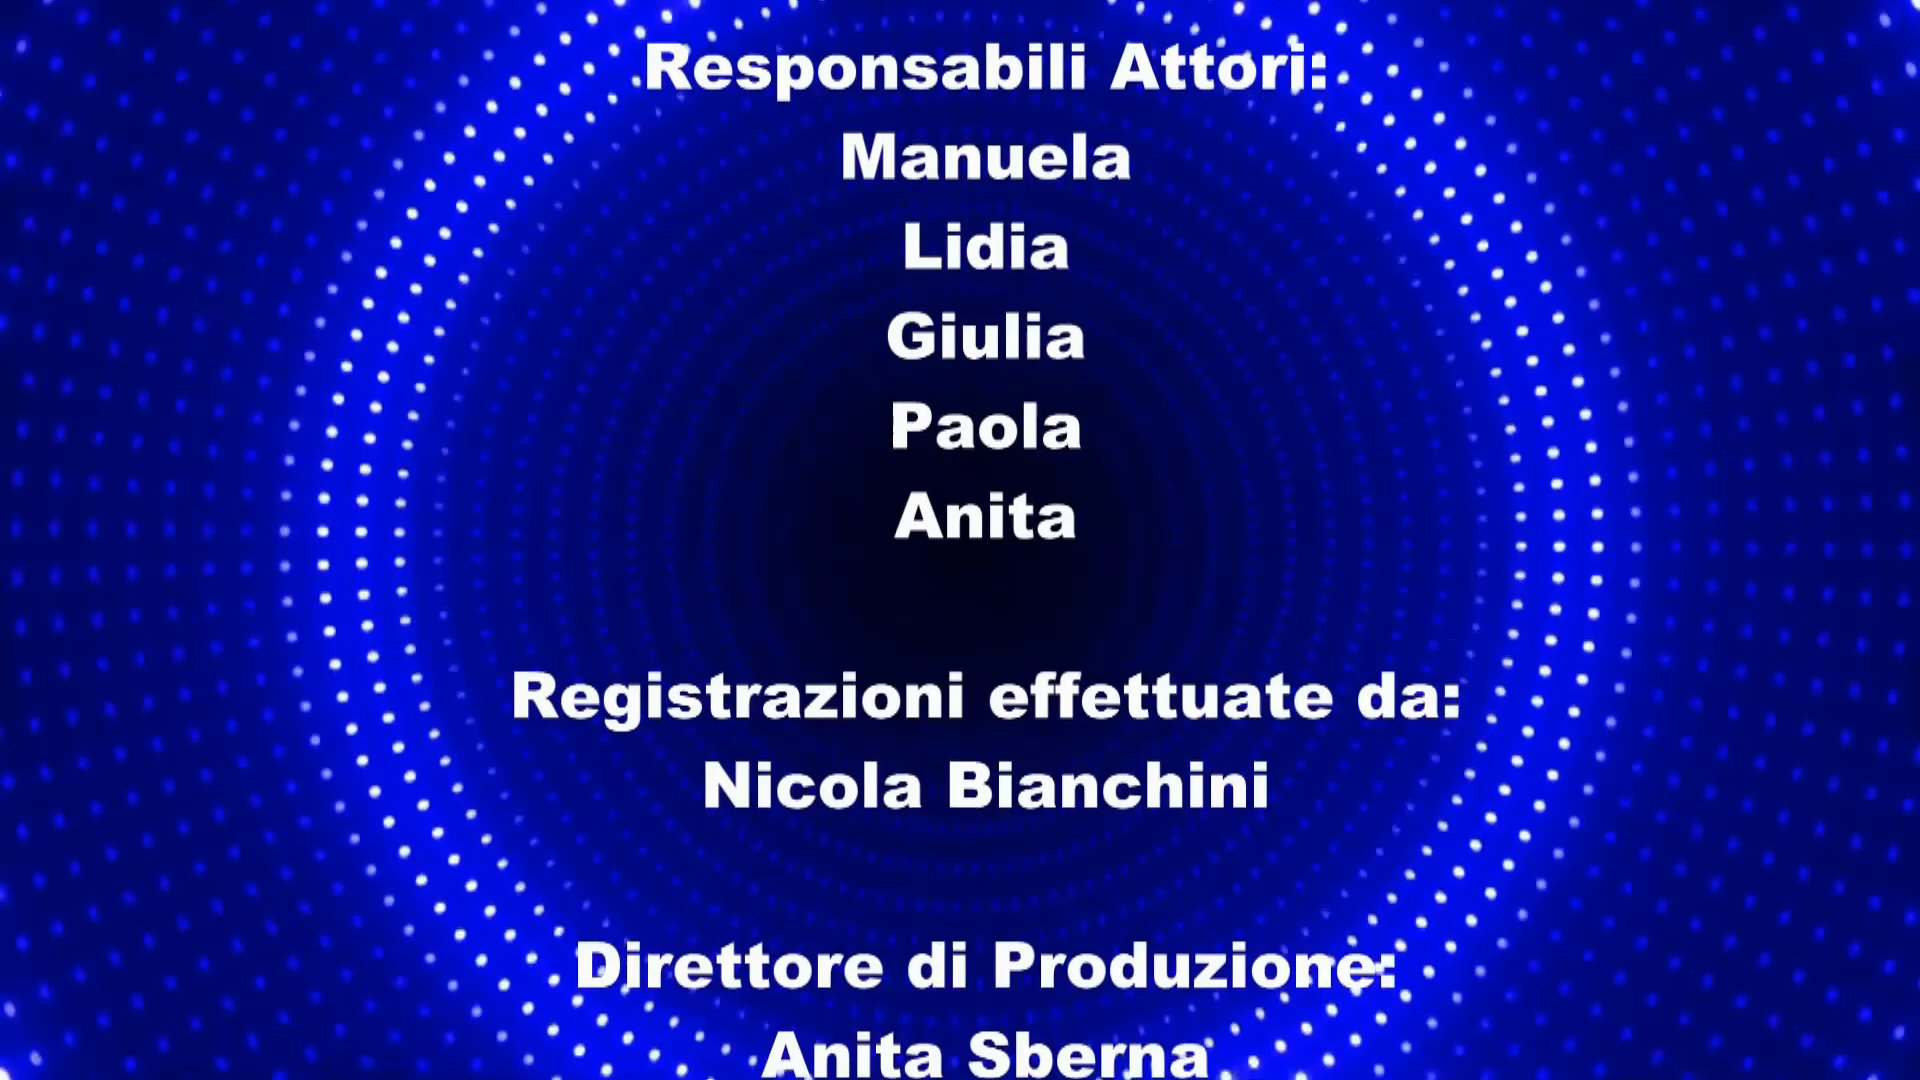 Responsabili Attori:
Manuela
Lidia
Giulia
Paola
Anita
Registrazioni effettuate da:
Nicola Bianchini
Direttore di Produzione:
Anita Sberna